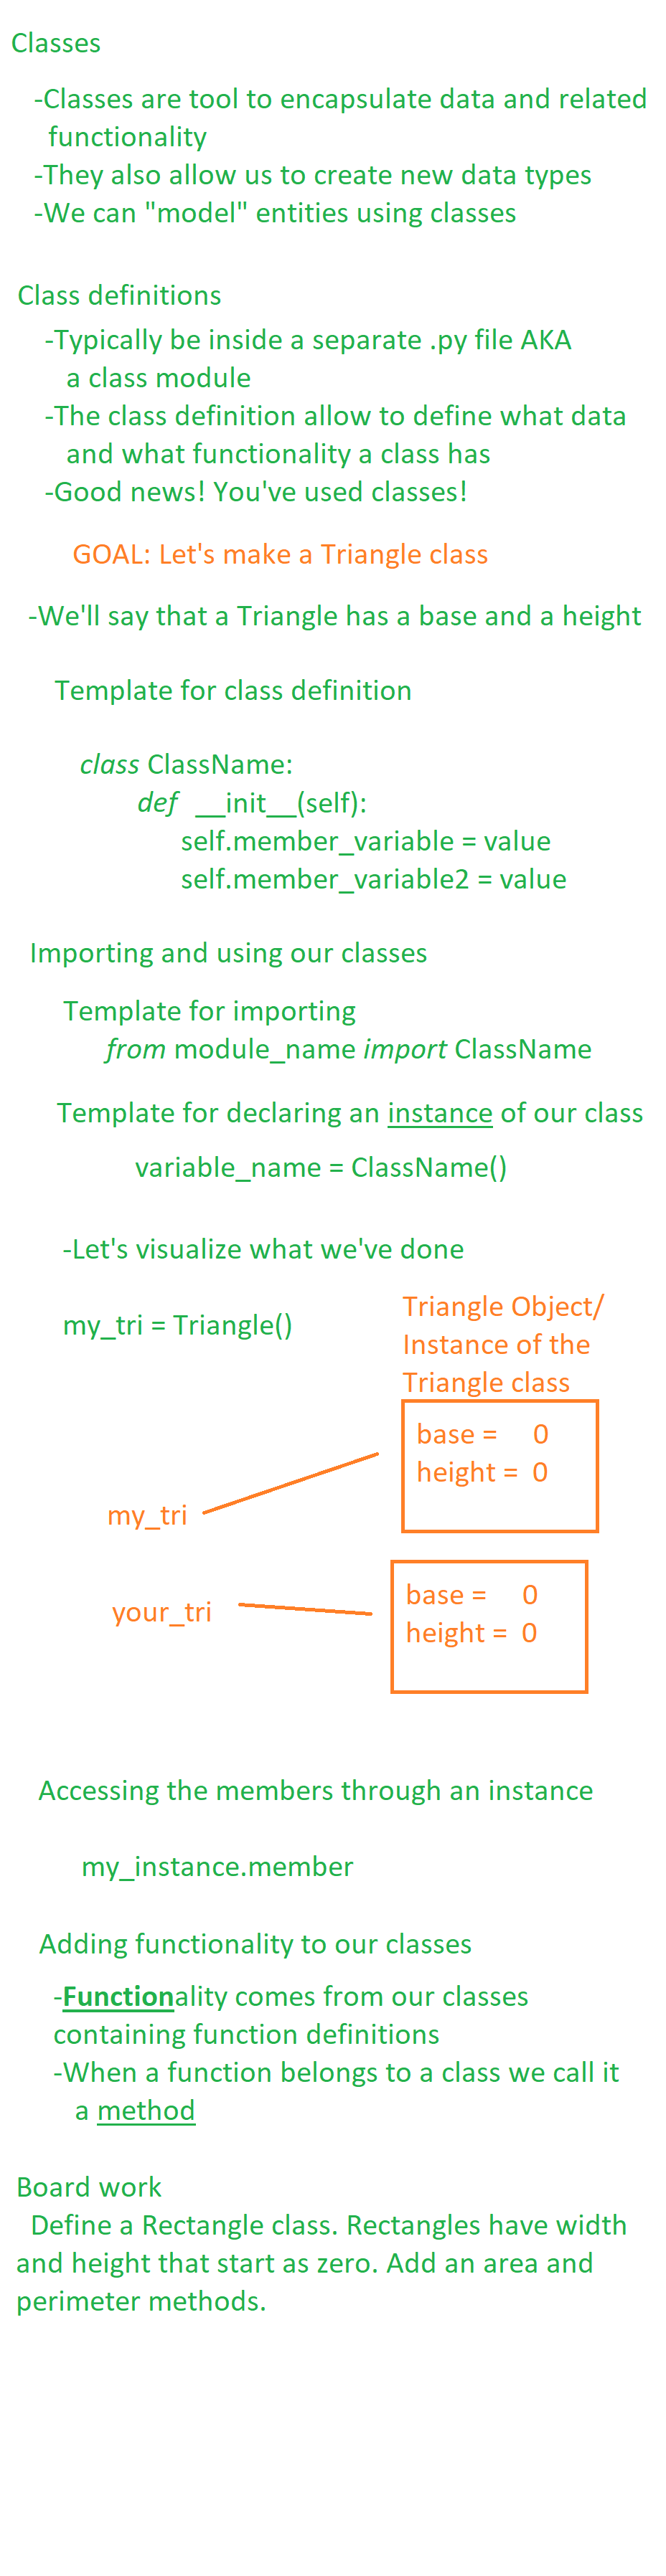 Classes
-Classes are tool to encapsulate data and related
functionality
-They also allow us to create new data types
-We can "model" entities using classes
Class definitions
-Typically be inside a separate .py file AKA
a class module
-The class definition allow to define what data
and what functionality a class has
-Good news! You've used classes!
GOAL: Let's make a Triangle class
-We'll say that a Triangle has a base and a height
Template for class definition
class ClassName:
def __init__(self):
self.member_variable = value
self.member_variable2 = value
Importing and using our classes
Template for importing
from module_name import ClassName
Template for declaring an instance of our class
variable_name = ClassName()
-Let's visualize what we've done
my_tri = Triangle()
Triangle Object/
Instance of the
Triangle class
base = 0
height = 0
my_tri
base = 0
height = 0
your_tri
Accessing the members through an instance
my_instance.member
Adding functionality to our classes
-Functionality comes from our classes
containing function definitions
-When a function belongs to a class we call it
a method
Board work
Define a Rectangle class. Rectangles have width
and height that start as zero. Add an area and
perimeter methods.